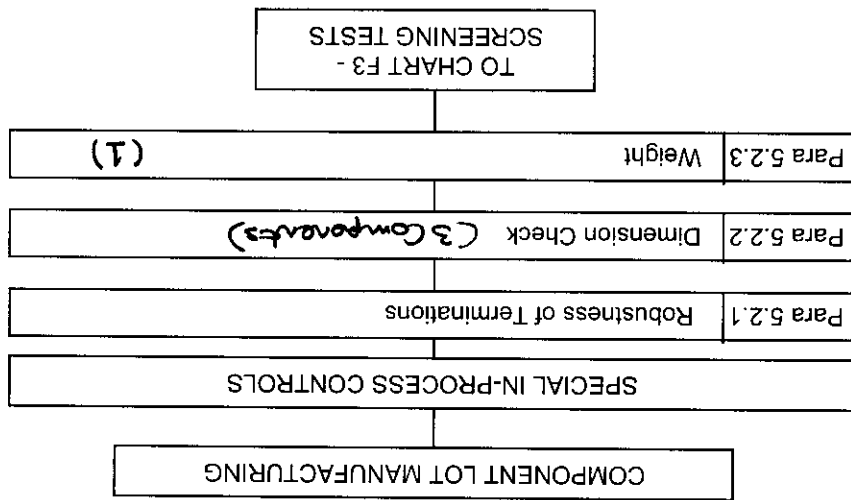 COMPONENT LOT MANUFACTURING
SPECIAL IN-PROCESS CONTROLS
Para 5.2.1 Robustness of Terminations
Para 5.2.2 Dimension Check (3 Components)
Para 5.2.3 Weight (1)
TO CHART F3 -
SCREENING TESTS